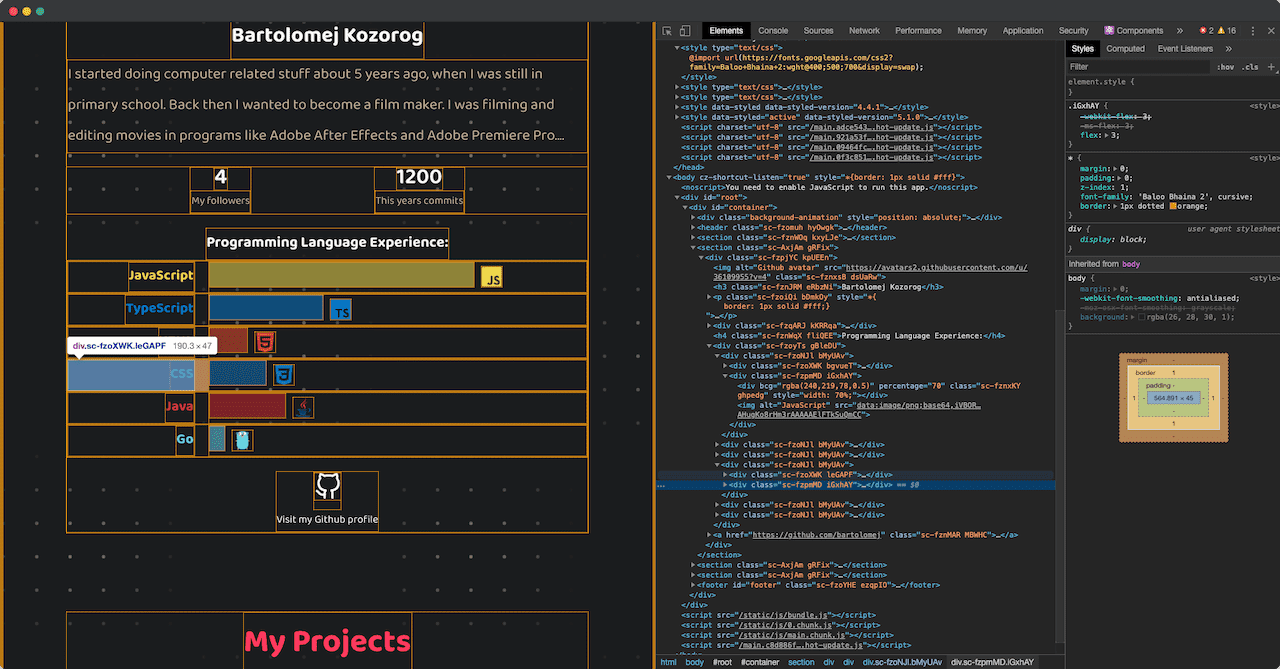 Bartolomej Kozorog
I started doing computer related stuff about 5 years ago, when I was still in
primary school. Back then I wanted to become a film maker. I was filming and
editing movies in programs like Adobe After Effects and Adobe Premiere Pro....
4
My followers
1200
This years commits
Programming Language Experience:
JavaScript
JS
TypeScript
TS
div.sc-fzoXWK.leGAPF 190.3 × 47
CSS
Java
Go
Visit my Github profile
My Projects
Elements Console Sources Network Performance Memory Application Security Components » 2 16
<style type="text/css">
@import url(https://fonts.googleapis.com/css2?
family=Baloo+Bhaina+2:wght@400;500;700&display=swap);
</style>
<style type="text/css">…</style>
<style type="text/css">…</style>
<style data-styled data-styled-version="4.4.1">…</style>
<style data-styled="active" data-styled-version="5.1.0">…</style>
<script charset="utf-8" src="/main.adce543….hot-update.js"></script>
<script charset="utf-8" src="/main.921a53f….hot-update.js"></script>
<script charset="utf-8" src="/main.09464fc….hot-update.js"></script>
<script charset="utf-8" src="/main.0f3c851….hot-update.js"></script>
</head>
<body cz-shortcut-listen="true" style="{border: 1px solid #fff}">
<noscript>You need to enable JavaScript to run this app.</noscript>
<div id="root">
<div id="container">
<div class="background-animation" style="position: absolute;">…</div>
<header class="sc-fzomuh hyOwgk">…</header>
<section class="sc-fznWOq kxyLJe">…</section>
<section class="sc-AxjAm gRFix">
<div class="sc-fzpjYC kpUEEn">
<img alt="Github avatar" src="https://avatars2.githubusercontent.com/u/
36109955?v=4" class="sc-fznxsB dsUaRw">
<h3 class="sc-fznJRM eRbzNi">Bartolomej Kozorog</h3>
<p class="sc-fzoiQi bDmkOy" style="{
border: 1px solid #fff;}
">…</p>
<div class="sc-fzqARJ kKRRqa">…</div>
<h4 class="sc-fznWqX fliQEE">Programming Language Experience:</h4>
<div class="sc-fzoyTs gBleDU">
<div class="sc-fzoNJl bMyUAv">
<div class="sc-fzoXWK bgvueT">…</div>
<div class="sc-fzpmMD iGxhAY">
<div bcg="rgba(240,219,78,0.5)" percentage="70" class="sc-fznxKY
ghpedg" style="width: 70%;"></div>
<img alt="JavaScript" src="data:image/png;base64,iVBOR…
</div>
</div>
<div class="sc-fzoNJl bMyUAv">…</div>
<div class="sc-fzoNJl bMyUAv">…</div>
<div class="sc-fzoNJl bMyUAv">
<div class="sc-fzoXWK leGAPF">…</div>
… <div class="sc-fzpmMD iGxhAY">…</div> == $0
</div>
<div class="sc-fzoNJl bMyUAv">…</div>
<div class="sc-fzoNJl bMyUAv">…</div>
</div>
<a href="https://github.com/bartolomej" class="sc-fznMAR MBWHC">…</a>
</div>
</section>
<section class="sc-AxjAm gRFix">…</section>
<section class="sc-AxjAm gRFix">…</section>
<footer id="footer" class="sc-fzoYHE ezqpIO">…</footer>
</div>
</div>
<script src="/static/js/bundle.js"></script>
<script src="/static/js/0.chunk.js"></script>
<script src="/static/js/main.chunk.js"></script>
<script src="/main.c0d086f….hot-update.js"></script>
html body #root #container section div div div.sc-fzoNJl.bMyUAv div.sc-fzpmMD.iGxhAY
Styles Computed Event Listeners »
Filter :hov .cls +
element.style {
}
.iGxhAY { <style>
-webkit-flex: 3;
-ms-flex: 3;
flex: 3;
}
* { <style>
margin: 0;
padding: 0;
z-index: 1;
font-family: 'Baloo Bhaina 2', cursive;
border: 1px dotted orange;
}
div { user agent stylesheet
display: block;
}
Inherited from body
body { <style>
margin: 0;
-webkit-font-smoothing: antialiased;
-moz-osx-font-smoothing: grayscale;
background: rgba(26, 28, 30, 1);
}
margin -
border 1
padding -
- 1 - 564.891 × 45 - 1 -
-
1
-